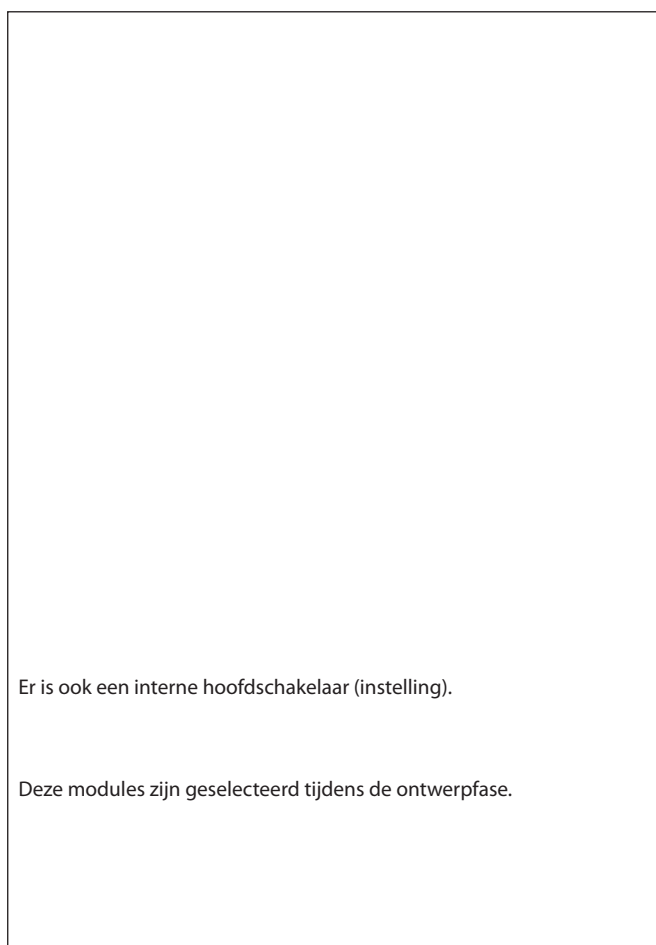 Er is ook een interne hoofdschakelaar (instelling).
Deze modules zijn geselecteerd tijdens de ontwerpfase.